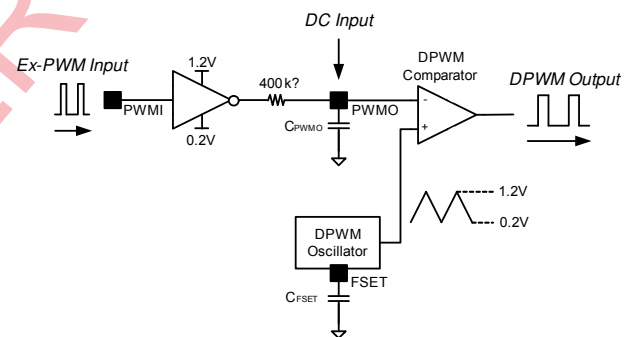 DC Input
Ex-PWM Input
1.2V
400k?
DPWM
Comparator
DPWM Output
PWMI
PWMO
-
+
CPWMO
0.2V
1.2V
0.2V
DPWM
Oscillator
FSET
CFSET